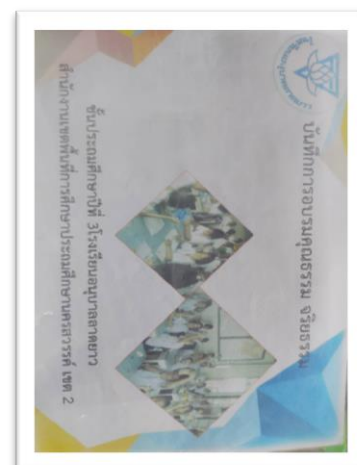 บันทึกการอบรมคุณธรรม จริยธรรม
ชั้นประถมศึกษาปีที่ 3โรงเรียนอนุบาลลาดยาว
สำนักงานเขตพื้นที่การศึกษาประถมศึกษานครสวรรค์ เขต 2